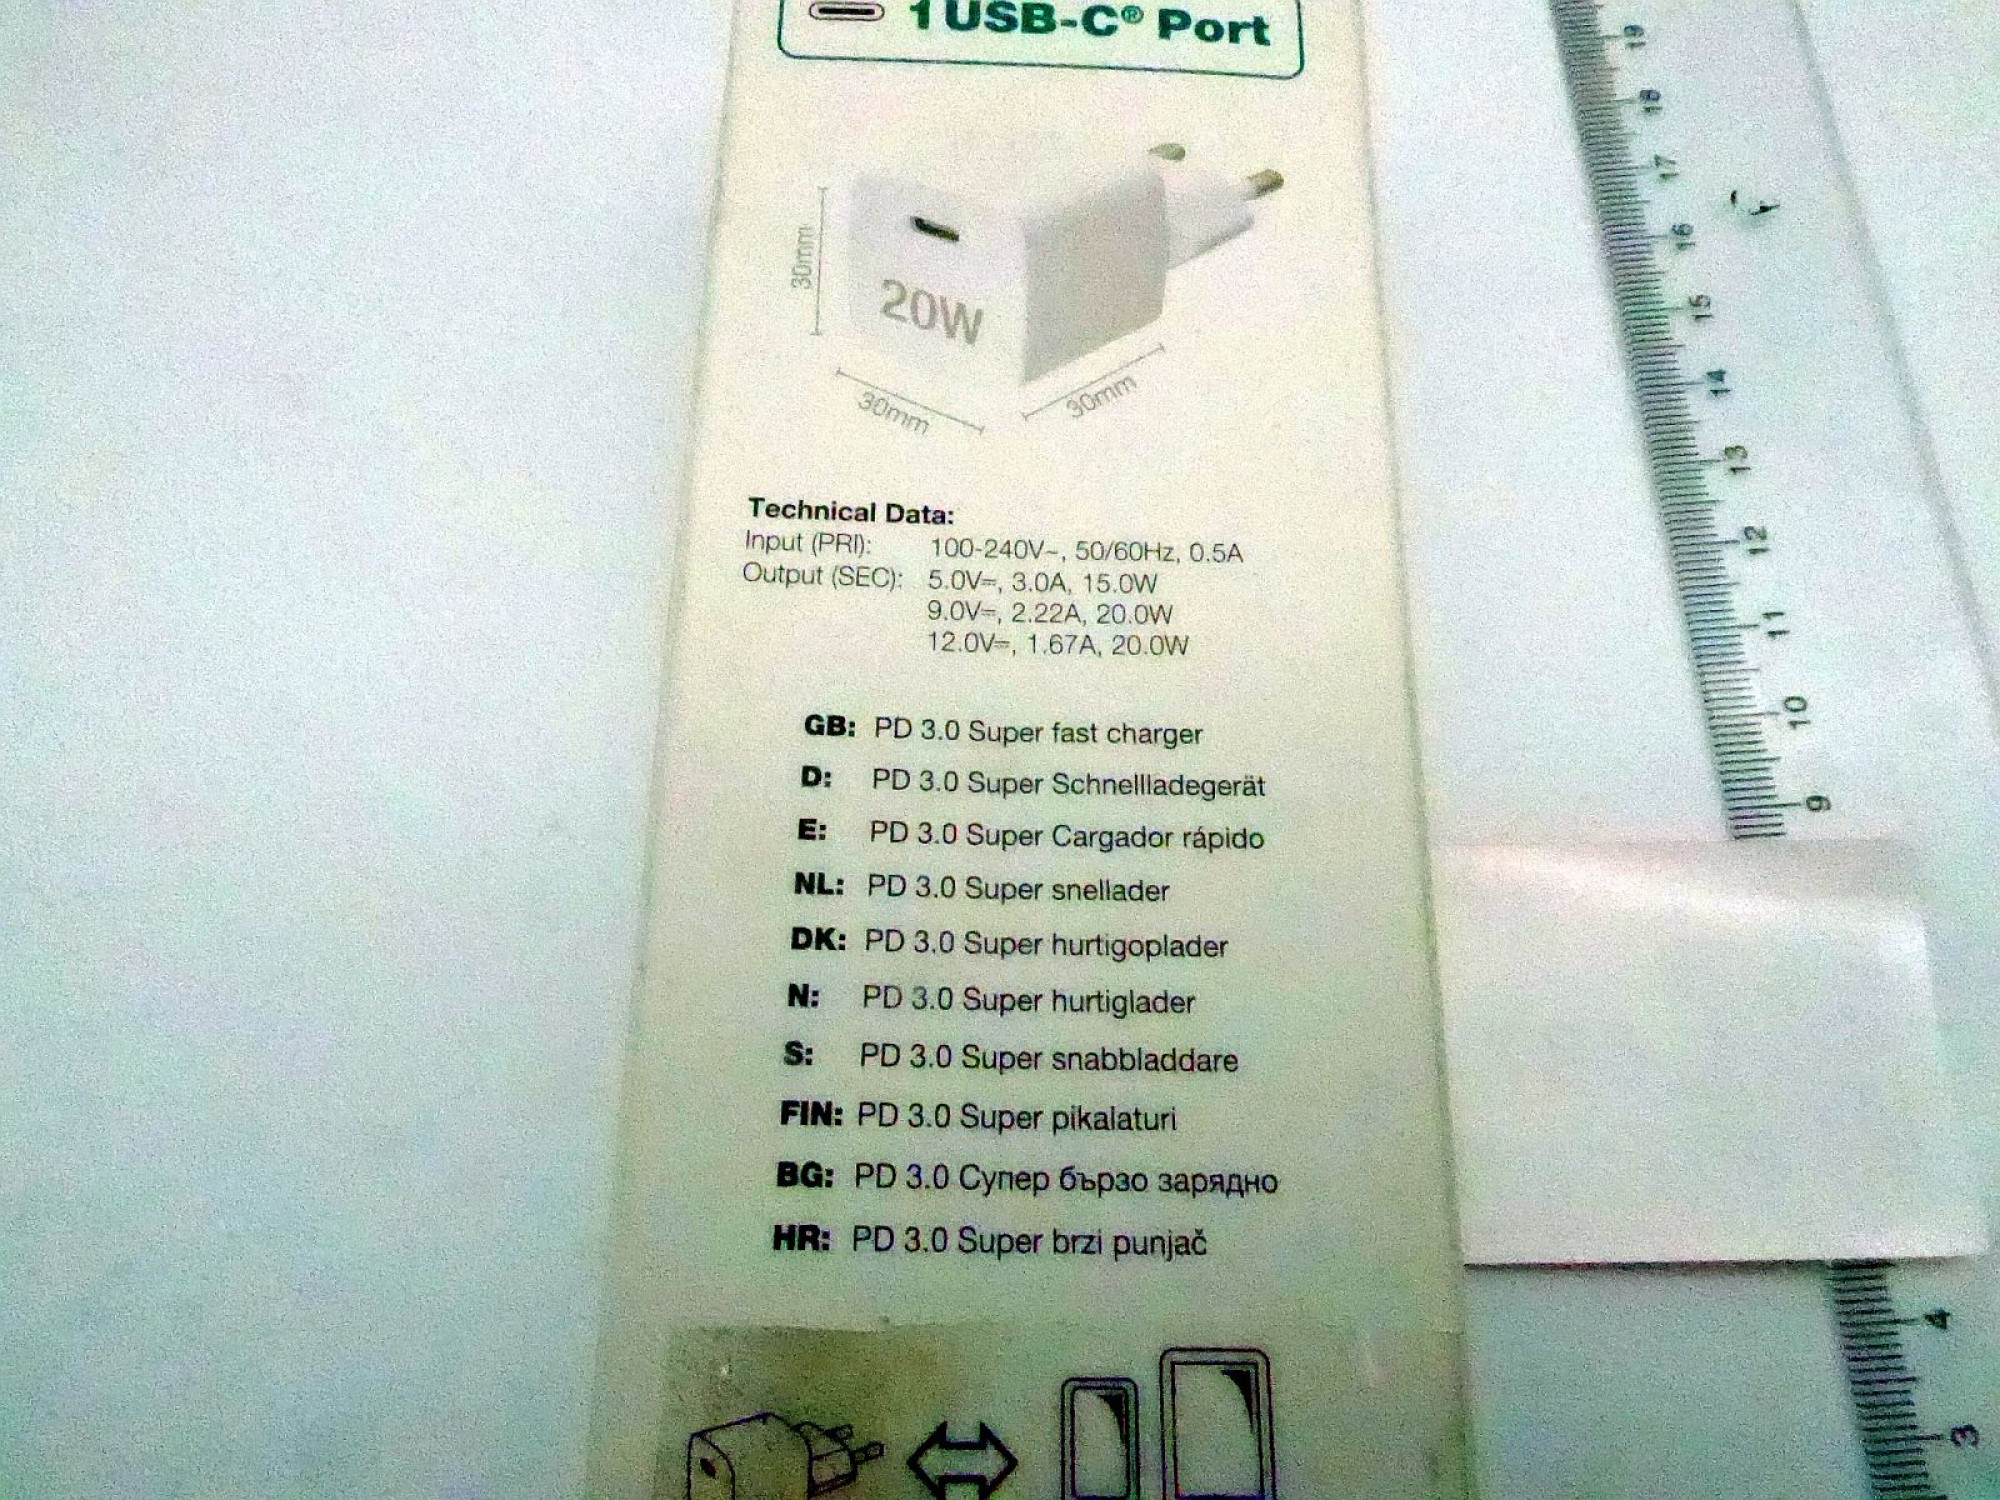 1 USB-C® Port
30mm
20W
30mm
30mm
Technical Data:
Input (PRI): 100-240V~, 50/60Hz, 0.5A
Output (SEC): 5.0V⎓, 3.0A, 15.0W
9.0V⎓, 2.22A, 20.0W
12.0V⎓, 1.67A, 20.0W
GB: PD 3.0 Super fast charger
D: PD 3.0 Super Schnellladegerät
E: PD 3.0 Super Cargador rápido
NL: PD 3.0 Super snellader
DK: PD 3.0 Super hurtigoplader
N: PD 3.0 Super hurtiglader
S: PD 3.0 Super snabbladdare
FIN: PD 3.0 Super pikalaturi
BG: PD 3.0 Супер бързо зарядно
HR: PD 3.0 Super brzi punjač
19
18
17
16
15
14
13
12
11
10
9
4
3